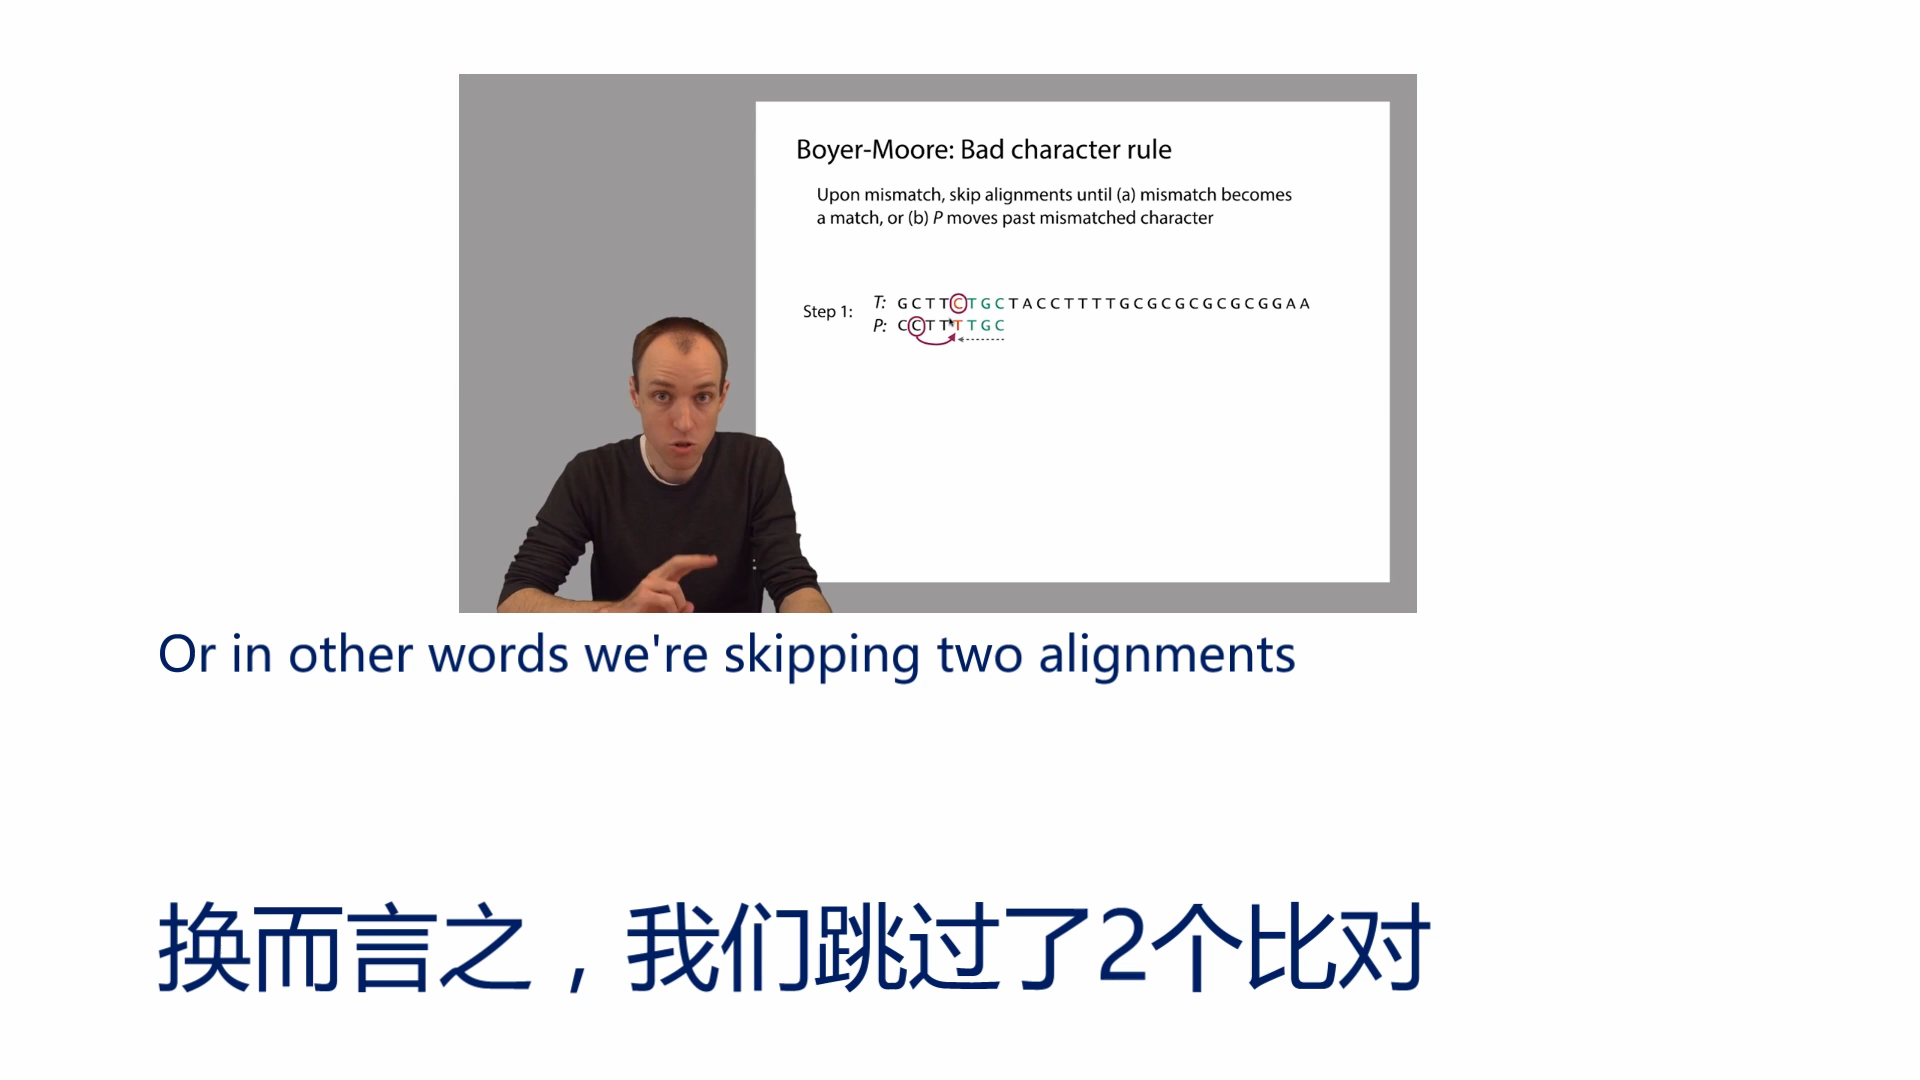 Boyer-Moore: Bad character rule
Upon mismatch, skip alignments until (a) mismatch becomes
a match, or (b) P moves past mismatched character
Step 1:
T: GCTTCTGCTACCTTTTGCGCGCGCGCGGAA
P: CCTTTTGC
Or in other words we're skipping two alignments
换而言之，我们跳过了2个比对